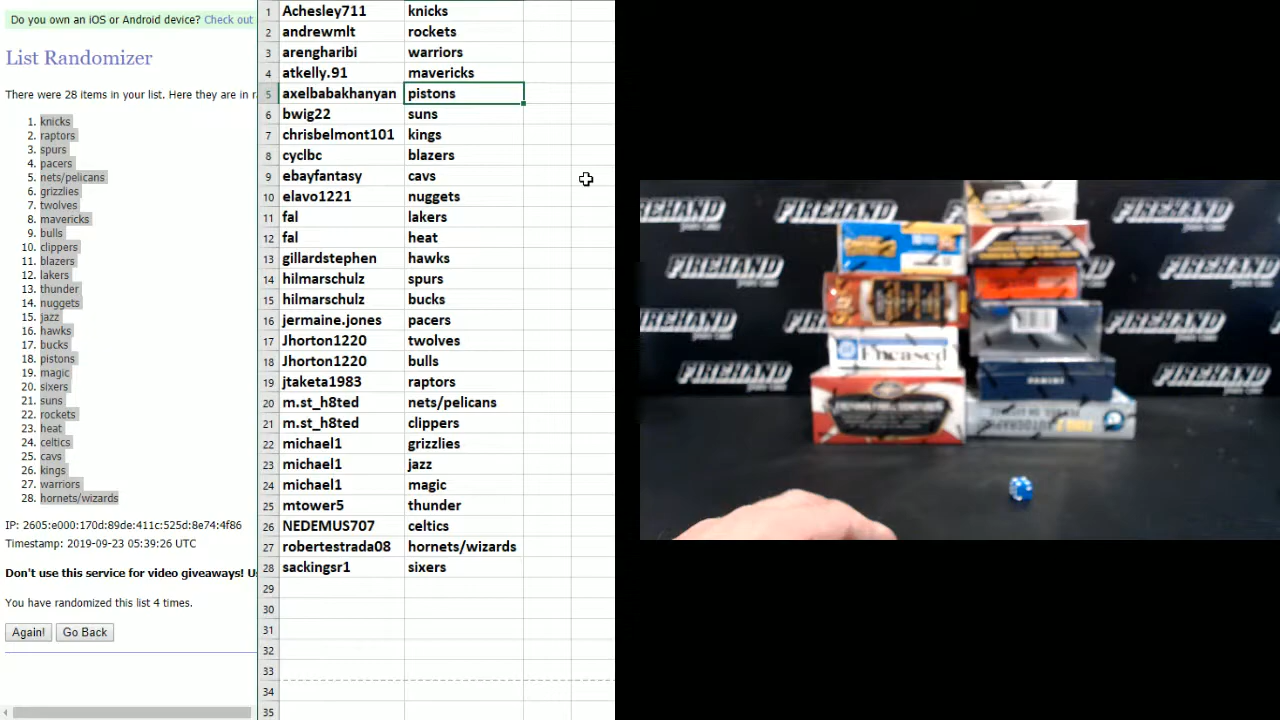 Do you own an iOS or Android device? Check out
List Randomizer
There were 28 items in your list. Here they are in r
1. knicks
2. raptors
3. spurs
4. pacers
5. nets/pelicans
6. grizzlies
7. twolves
8. mavericks
9. bulls
10. clippers
11. blazers
12. lakers
13. thunder
14. nuggets
15. jazz
16. hawks
17. bucks
18. pistons
19. magic
20. sixers
21. suns
22. rockets
23. heat
24. celtics
25. cavs
26. kings
27. warriors
28. hornets/wizards
IP: 2605:e000:170d:89de:411c:525d:8e74:4f86
Timestamp: 2019-09-23 05:39:26 UTC
Don't use this service for video giveaways! U
You have randomized this list 4 times.
Again! Go Back
1 Achesley711 knicks
2 andrewmlt rockets
3 arengharibi warriors
4 atkelly.91 mavericks
5 axelbabakhanyan pistons
6 bwig22 suns
7 chrisbelmont101 kings
8 cyclbc blazers
9 ebayfantasy cavs
10 elavo1221 nuggets
11 fal lakers
12 fal heat
13 gillardstephen hawks
14 hilmarschulz spurs
15 hilmarschulz bucks
16 jermaine.jones pacers
17 Jhorton1220 twolves
18 Jhorton1220 bulls
19 jtaketa1983 raptors
20 m.st_h8ted nets/pelicans
21 m.st_h8ted clippers
22 michael1 grizzlies
23 michael1 jazz
24 michael1 magic
25 mtower5 thunder
26 NEDEMUS707 celtics
27 robertestrada08 hornets/wizards
28 sackingsr1 sixers
29
30
31
32
33
34
35
FIREHAND
FIREHAND
FIREHAND
FIREHAND
FIREHAND
FIREHAND
FIREHAND
Encased
PANINI